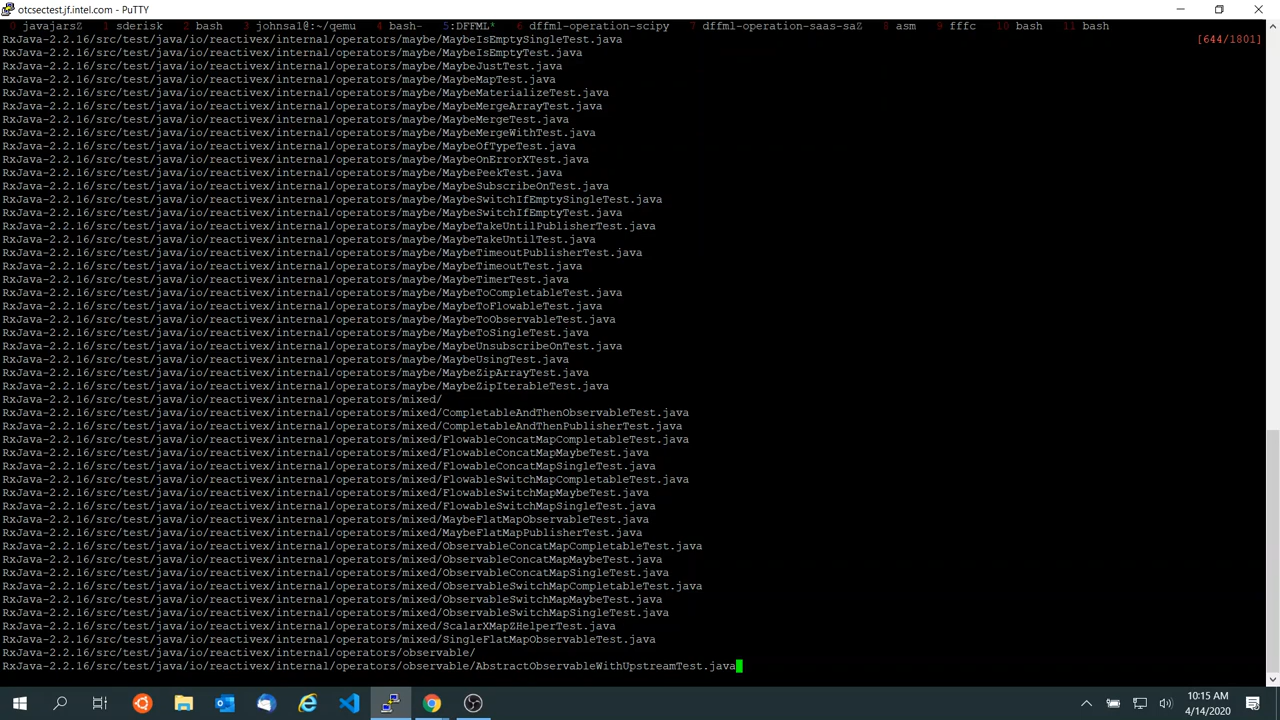 otcsectest.jf.intel.com - PuTTY
0 javajarsZ 1 sderisk 2 bash 3 johnsal@:~/qemu 4 bash- 5:DFFML* 6 dffml-operation-scipy 7 dffml-operation-saas-saZ 8 asm 9 fffc 10 bash 11 bash
RxJava-2.2.16/src/test/java/io/reactivex/internal/operators/maybe/MaybeIsEmptySingleTest.java [644/1801]
RxJava-2.2.16/src/test/java/io/reactivex/internal/operators/maybe/MaybeIsEmptyTest.java
RxJava-2.2.16/src/test/java/io/reactivex/internal/operators/maybe/MaybeJustTest.java
RxJava-2.2.16/src/test/java/io/reactivex/internal/operators/maybe/MaybeMapTest.java
RxJava-2.2.16/src/test/java/io/reactivex/internal/operators/maybe/MaybeMaterializeTest.java
RxJava-2.2.16/src/test/java/io/reactivex/internal/operators/maybe/MaybeMergeArrayTest.java
RxJava-2.2.16/src/test/java/io/reactivex/internal/operators/maybe/MaybeMergeTest.java
RxJava-2.2.16/src/test/java/io/reactivex/internal/operators/maybe/MaybeMergeWithTest.java
RxJava-2.2.16/src/test/java/io/reactivex/internal/operators/maybe/MaybeOfTypeTest.java
RxJava-2.2.16/src/test/java/io/reactivex/internal/operators/maybe/MaybeOnErrorXTest.java
RxJava-2.2.16/src/test/java/io/reactivex/internal/operators/maybe/MaybePeekTest.java
RxJava-2.2.16/src/test/java/io/reactivex/internal/operators/maybe/MaybeSubscribeOnTest.java
RxJava-2.2.16/src/test/java/io/reactivex/internal/operators/maybe/MaybeSwitchIfEmptySingleTest.java
RxJava-2.2.16/src/test/java/io/reactivex/internal/operators/maybe/MaybeSwitchIfEmptyTest.java
RxJava-2.2.16/src/test/java/io/reactivex/internal/operators/maybe/MaybeTakeUntilPublisherTest.java
RxJava-2.2.16/src/test/java/io/reactivex/internal/operators/maybe/MaybeTakeUntilTest.java
RxJava-2.2.16/src/test/java/io/reactivex/internal/operators/maybe/MaybeTimeoutPublisherTest.java
RxJava-2.2.16/src/test/java/io/reactivex/internal/operators/maybe/MaybeTimeoutTest.java
RxJava-2.2.16/src/test/java/io/reactivex/internal/operators/maybe/MaybeTimerTest.java
RxJava-2.2.16/src/test/java/io/reactivex/internal/operators/maybe/MaybeToCompletableTest.java
RxJava-2.2.16/src/test/java/io/reactivex/internal/operators/maybe/MaybeToFlowableTest.java
RxJava-2.2.16/src/test/java/io/reactivex/internal/operators/maybe/MaybeToObservableTest.java
RxJava-2.2.16/src/test/java/io/reactivex/internal/operators/maybe/MaybeToSingleTest.java
RxJava-2.2.16/src/test/java/io/reactivex/internal/operators/maybe/MaybeUnsubscribeOnTest.java
RxJava-2.2.16/src/test/java/io/reactivex/internal/operators/maybe/MaybeUsingTest.java
RxJava-2.2.16/src/test/java/io/reactivex/internal/operators/maybe/MaybeZipArrayTest.java
RxJava-2.2.16/src/test/java/io/reactivex/internal/operators/maybe/MaybeZipIterableTest.java
RxJava-2.2.16/src/test/java/io/reactivex/internal/operators/mixed/
RxJava-2.2.16/src/test/java/io/reactivex/internal/operators/mixed/CompletableAndThenObservableTest.java
RxJava-2.2.16/src/test/java/io/reactivex/internal/operators/mixed/CompletableAndThenPublisherTest.java
RxJava-2.2.16/src/test/java/io/reactivex/internal/operators/mixed/FlowableConcatMapCompletableTest.java
RxJava-2.2.16/src/test/java/io/reactivex/internal/operators/mixed/FlowableConcatMapMaybeTest.java
RxJava-2.2.16/src/test/java/io/reactivex/internal/operators/mixed/FlowableConcatMapSingleTest.java
RxJava-2.2.16/src/test/java/io/reactivex/internal/operators/mixed/FlowableSwitchMapCompletableTest.java
RxJava-2.2.16/src/test/java/io/reactivex/internal/operators/mixed/FlowableSwitchMapMaybeTest.java
RxJava-2.2.16/src/test/java/io/reactivex/internal/operators/mixed/FlowableSwitchMapSingleTest.java
RxJava-2.2.16/src/test/java/io/reactivex/internal/operators/mixed/MaybeFlatMapObservableTest.java
RxJava-2.2.16/src/test/java/io/reactivex/internal/operators/mixed/MaybeFlatMapPublisherTest.java
RxJava-2.2.16/src/test/java/io/reactivex/internal/operators/mixed/ObservableConcatMapCompletableTest.java
RxJava-2.2.16/src/test/java/io/reactivex/internal/operators/mixed/ObservableConcatMapMaybeTest.java
RxJava-2.2.16/src/test/java/io/reactivex/internal/operators/mixed/ObservableConcatMapSingleTest.java
RxJava-2.2.16/src/test/java/io/reactivex/internal/operators/mixed/ObservableSwitchMapCompletableTest.java
RxJava-2.2.16/src/test/java/io/reactivex/internal/operators/mixed/ObservableSwitchMapMaybeTest.java
RxJava-2.2.16/src/test/java/io/reactivex/internal/operators/mixed/ObservableSwitchMapSingleTest.java
RxJava-2.2.16/src/test/java/io/reactivex/internal/operators/mixed/ScalarXMapZHelperTest.java
RxJava-2.2.16/src/test/java/io/reactivex/internal/operators/mixed/SingleFlatMapObservableTest.java
RxJava-2.2.16/src/test/java/io/reactivex/internal/operators/observable/
RxJava-2.2.16/src/test/java/io/reactivex/internal/operators/observable/AbstractObservableWithUpstreamTest.java
10:15 AM
4/14/2020